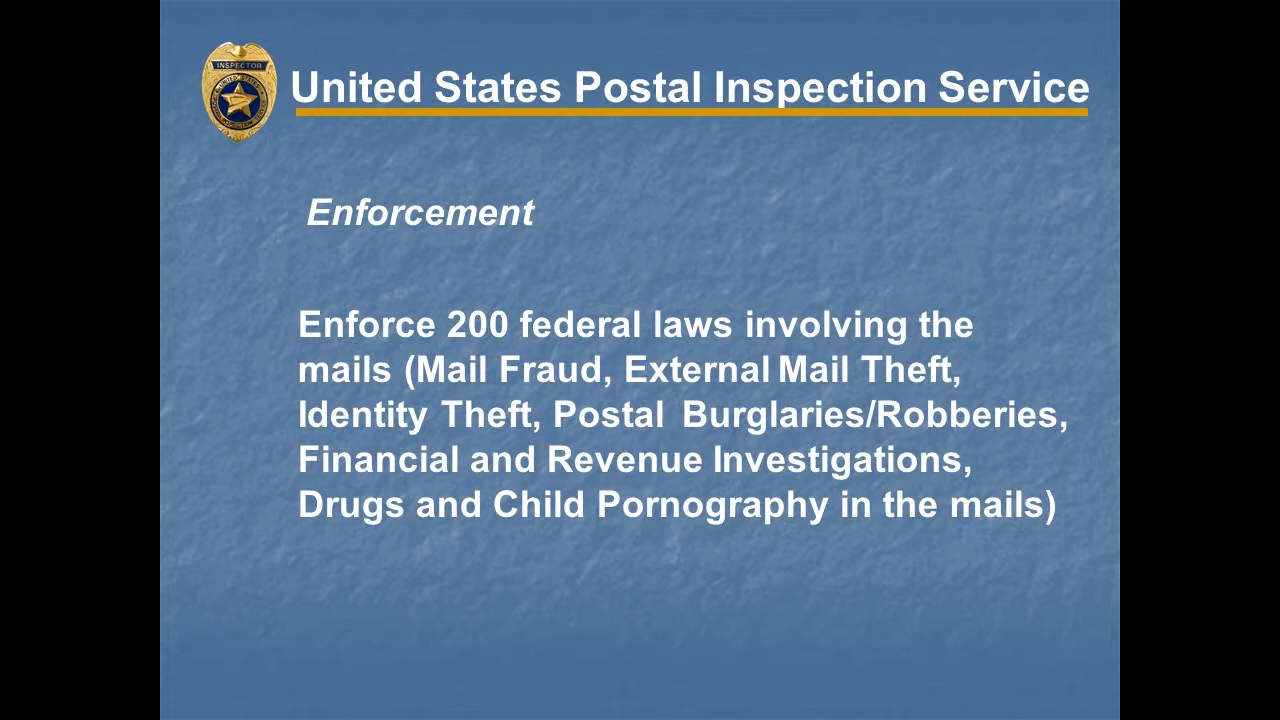 INSPECTOR
United States Postal Inspection Service
Enforcement
Enforce 200 federal laws involving the
mails (Mail Fraud, External Mail Theft,
Identity Theft, Postal Burglaries/Robberies,
Financial and Revenue Investigations,
Drugs and Child Pornography in the mails)